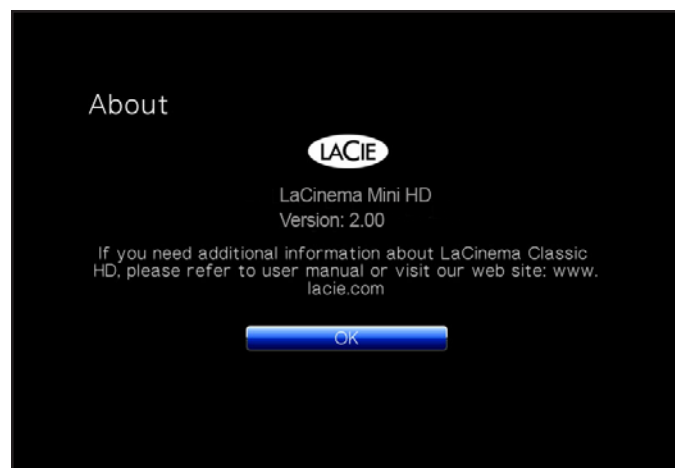 About
LACIE
LaCinema Mini HD
Version: 2.00
If you need additional information about LaCinema Classic
HD, please refer to user manual or visit our web site: www.
lacie.com
OK